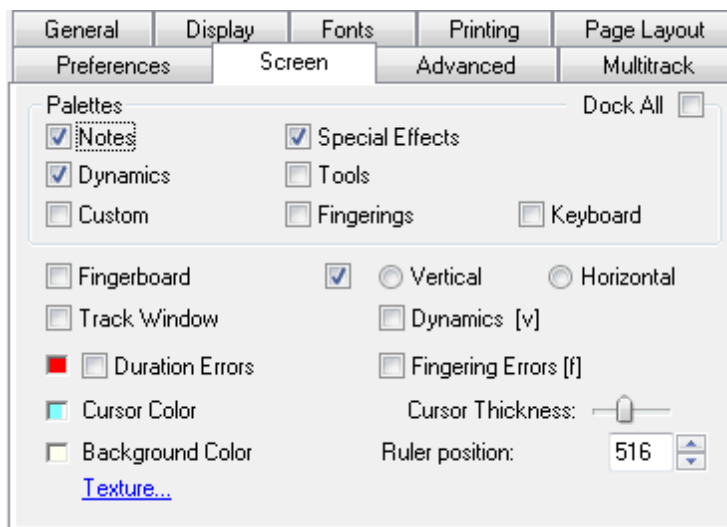 General Display Fonts Printing Page Layout
Preferences Screen Advanced Multitrack
Palettes Dock All
Notes Special Effects
Dynamics Tools
Custom Fingerings Keyboard
Fingerboard Vertical Horizontal
Track Window Dynamics [v]
Duration Errors Fingering Errors [f]
Cursor Color Cursor Thickness:
Background Color Ruler position: 516
Texture...